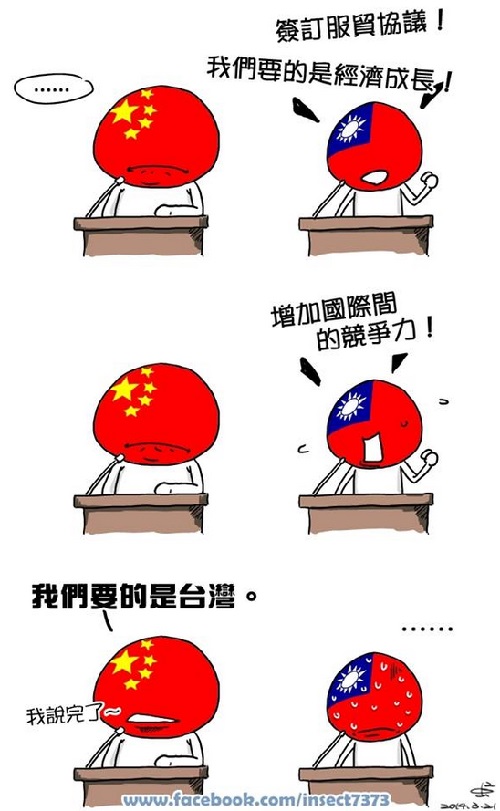 簽訂服貿協議！
......
我們要的是經濟成長！
增加國際間
的競爭力！
我們要的是台灣。
......
我說完了~
www.facebook.com/insect7373